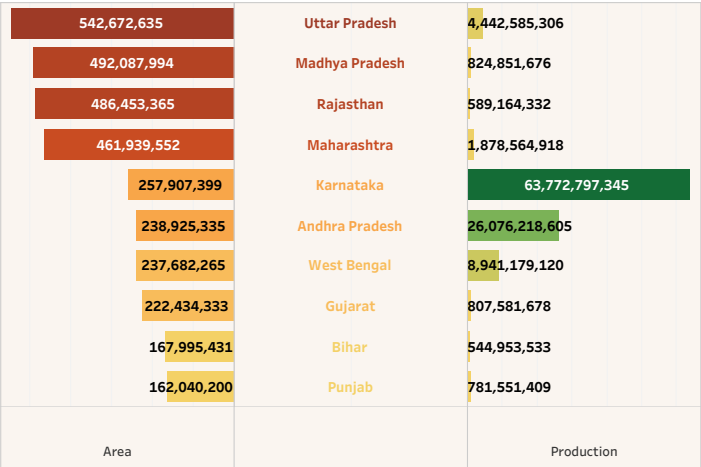 542,672,635 Uttar Pradesh 4,442,585,306
492,087,994 Madhya Pradesh 824,851,676
486,453,365 Rajasthan 589,164,332
461,939,552 Maharashtra 1,878,564,918
257,907,399 Karnataka 63,772,797,345
238,925,335 Andhra Pradesh 26,076,218,605
237,682,265 West Bengal 8,941,179,120
222,434,333 Gujarat 807,581,678
167,995,431 Bihar 544,953,533
162,040,200 Punjab 781,551,409
Area Production